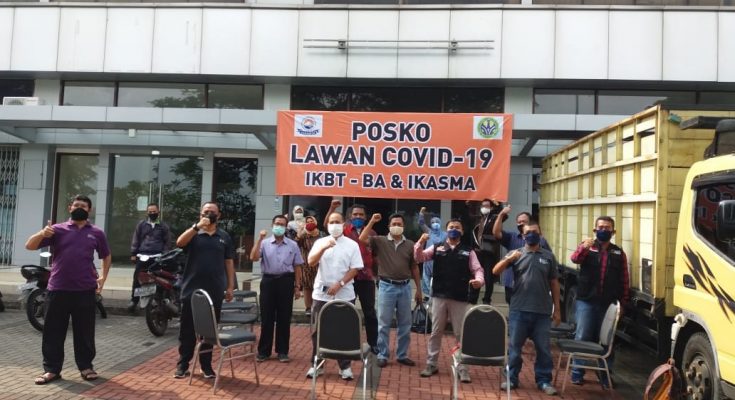 POSKO
LAWAN COVID-19
IKBT - BA & IKASMA